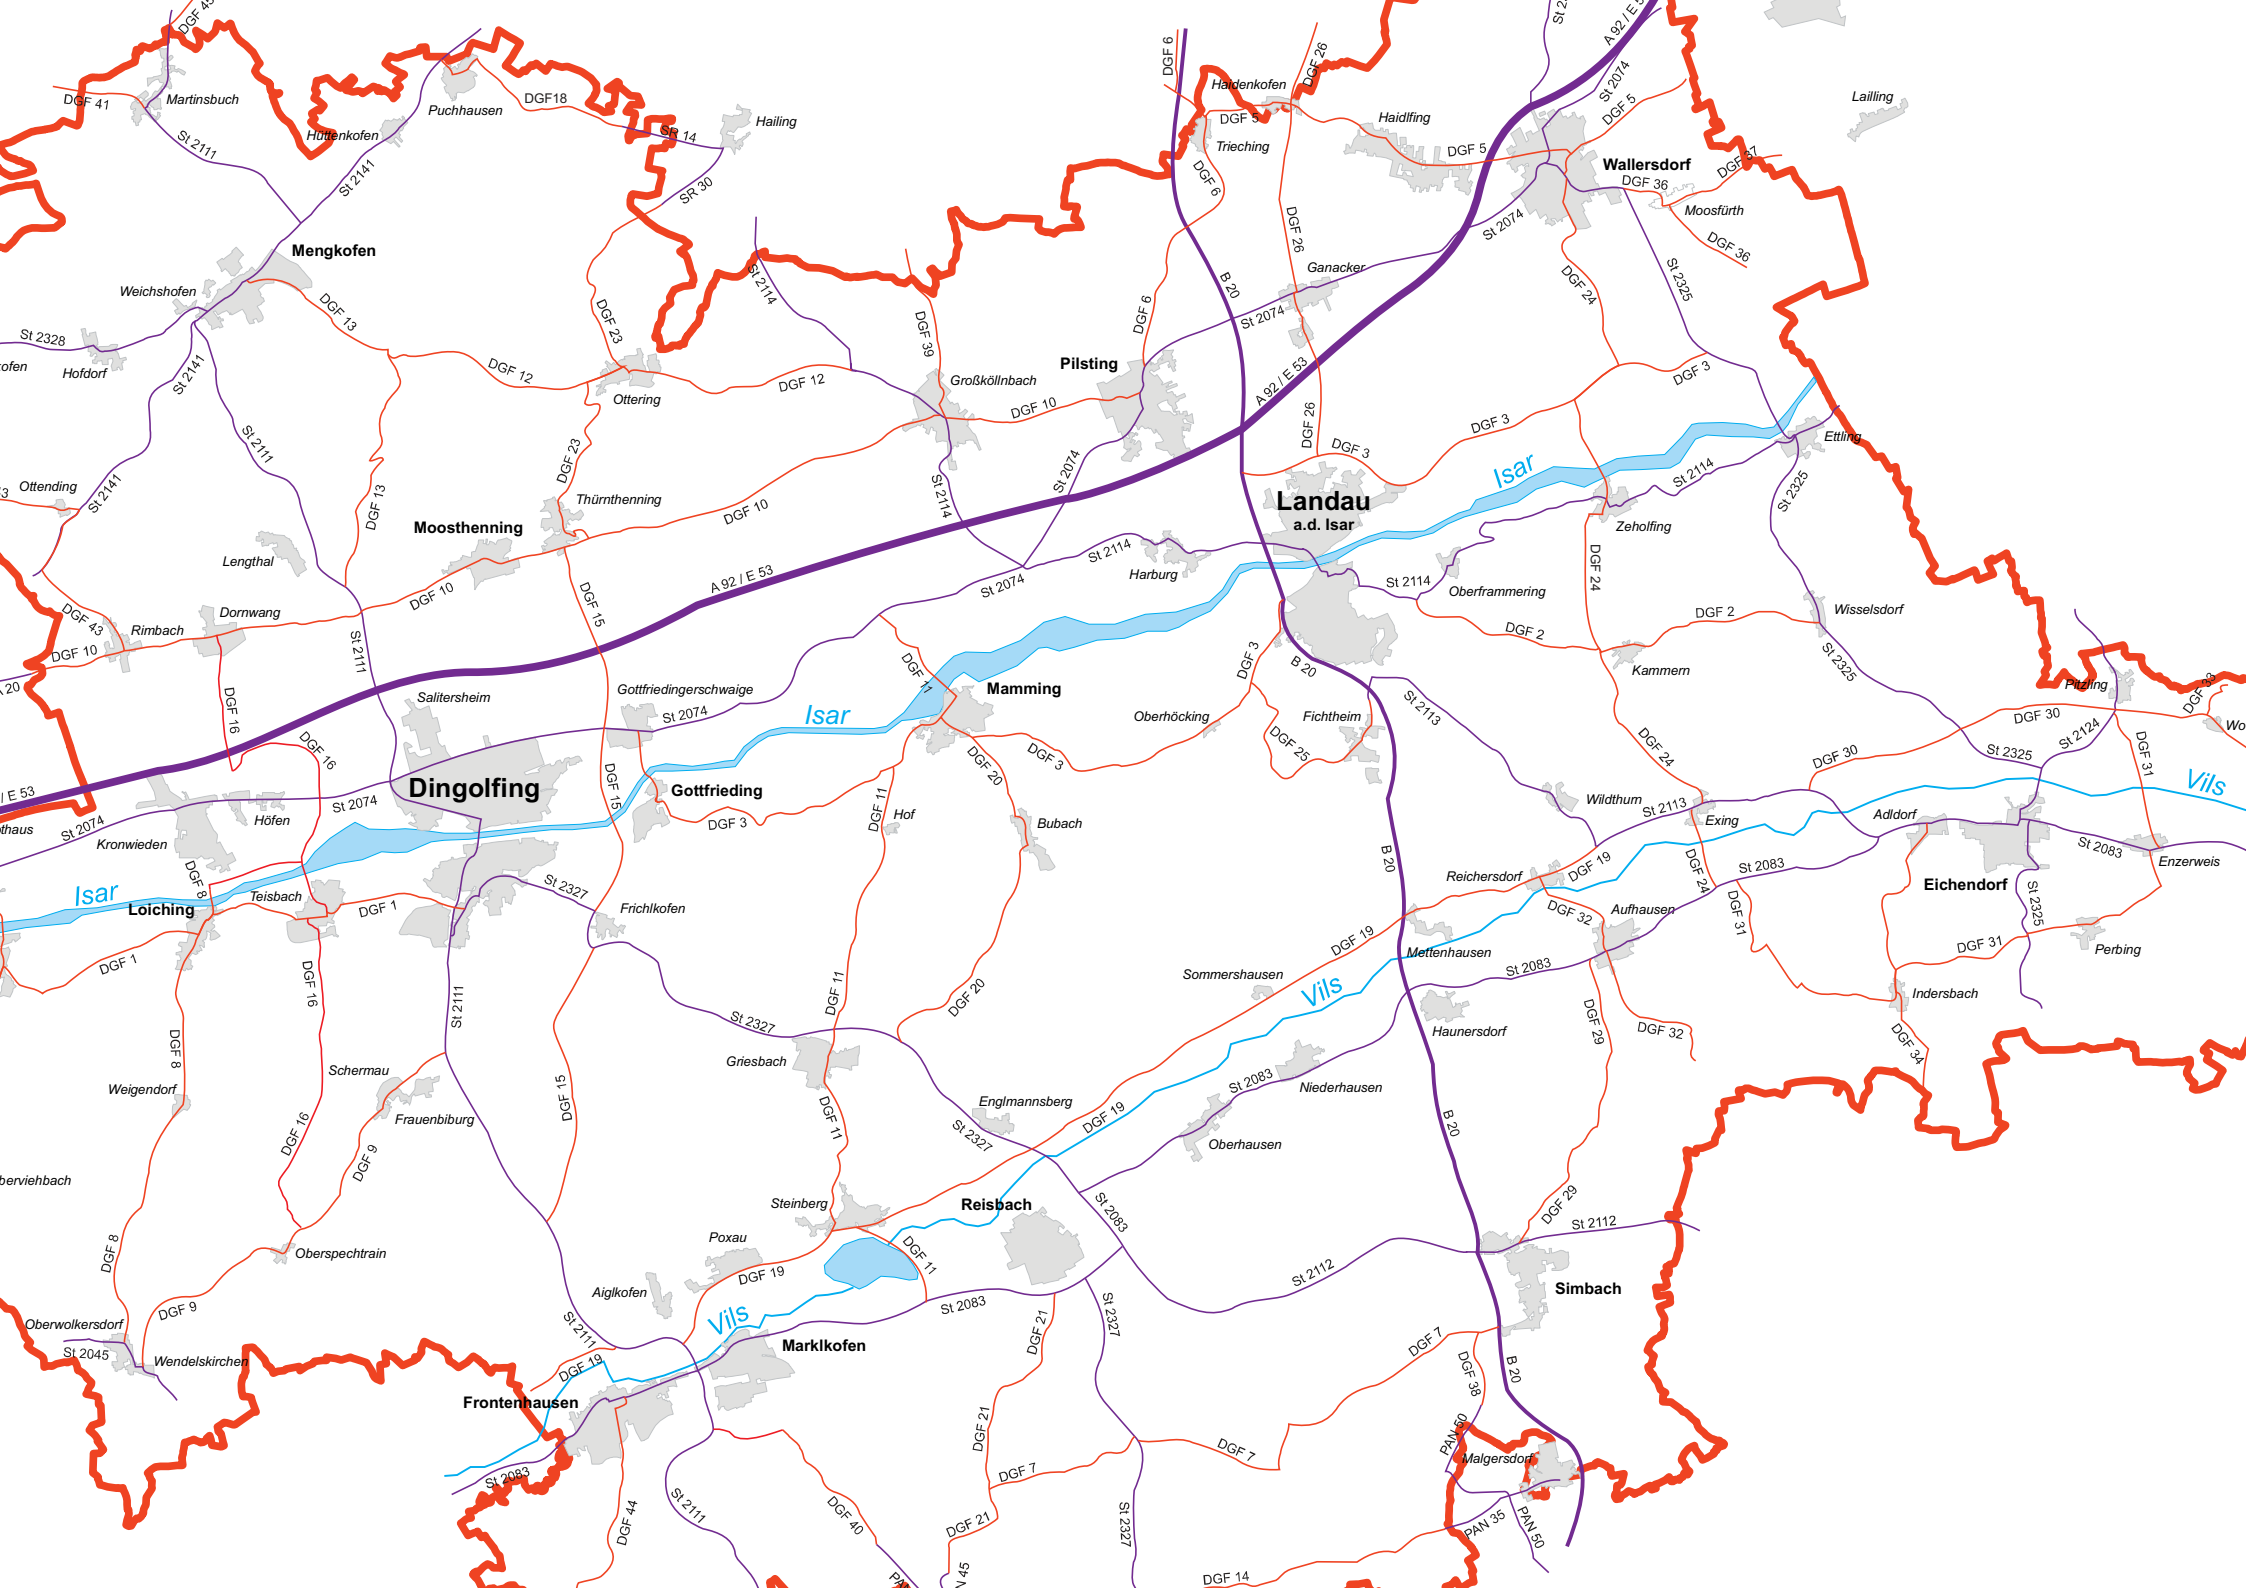 DGF 45
DGF 41
Martinsbuch
St 2111
Hüttenkofen
Puchhausen
DGF18
SR 14
Hailing
SR 30
St 2141
DGF 6
Haidenkofen
DGF 26
DGF 5
Trieching
DGF 6
Haidlfing
DGF 5
A 92 / E 5
St 2074
DGF 5
Lailling
Wallersdorf
DGF 36
DGF 37
Moosfürth
DGF 36
St 2074
Mengkofen
Weichshofen
DGF 13
St 2328
Hofdorf
ofen
St 2141
St 2114
DGF 23
DGF 12
Ottering
DGF 12
DGF 39
Großköllnbach
DGF 10
Pilsting
DGF 6
B 20
DGF 26
Ganacker
St 2074
A 92 / E 53
DGF 24
St 2325
DGF 3
DGF 3
DGF 26
DGF 3
St 2111
DGF 23
Ottending
St 2141
DGF 13
Moosthenning
Thürnthenning
DGF 10
St 2114
St 2074
Landau
a.d. Isar
Isar
Ettling
St 2114
St 2325
Zeholfing
Lengthal
DGF 10
A 92 / E 53
St 2074
St 2114
Harburg
St 2114
Oberframmering
DGF 24
DGF 2
DGF 2
Wisselsdorf
Kammern
St 2325
DGF 43
Rimbach
Dornwang
DGF 10
St 2111
DGF 15
DGF 16
Salitersheim
Gottfriedingerschwaige
St 2074
DGF 11
Mamming
Isar
DGF 3
B 20
Oberhöcking
DGF 25
Fichtheim
St 2113
Pitzling
DGF 33
Wo
DGF 30
St 2124
St 2325
DGF 31
DGF 30
DGF 24
DGF 16
Dingolfing
DGF 15
Gottfrieding
DGF 3
DGF 20
DGF 3
DGF 11
Hof
Bubach
/ E 53
othaus
St 2074
Höfen
Kronwieden
St 2074
B 20
Wildthurn
St 2113
Exing
Adldorf
Vils
St 2083
Enzerweis
Eichendorf
St 2083
DGF 24
Reichersdorf
DGF 19
DGF 32
Aufhausen
DGF 31
St 2325
DGF 31
Perbing
Indersbach
DGF 34
DGF 8
Isar
Loiching
Teisbach
DGF 1
St 2327
Frichlkofen
DGF 1
DGF 16
St 2111
DGF 11
DGF 20
St 2327
DGF 19
Mettenhausen
Sommershausen
Vils
St 2083
Haunersdorf
DGF 29
DGF 32
DGF 8
Weigendorf
Schermau
Frauenbiburg
DGF 16
DGF 9
DGF 15
Griesbach
DGF 11
Englmannsberg
St 2327
DGF 19
St 2083
Niederhausen
Oberhausen
B 20
berviehbach
DGF 8
Oberspechtrain
DGF 9
Steinberg
Poxau
DGF 19
DGF 11
Reisbach
St 2083
St 2083
St 2112
DGF 29
St 2112
Simbach
Aiglkofen
Vils
Oberwolkersdorf
St 2045
Wendelskirchen
St 2111
DGF 19
Marklkofen
DGF 21
St 2327
DGF 7
B 20
DGF 38
Frontenhausen
St 2083
DGF 44
St 2111
DGF 40
DGF 21
DGF 7
DGF 21
DGF 7
St 2327
PAN 50
Malgersdorf
PAN 35
PAN 50
DGF 14